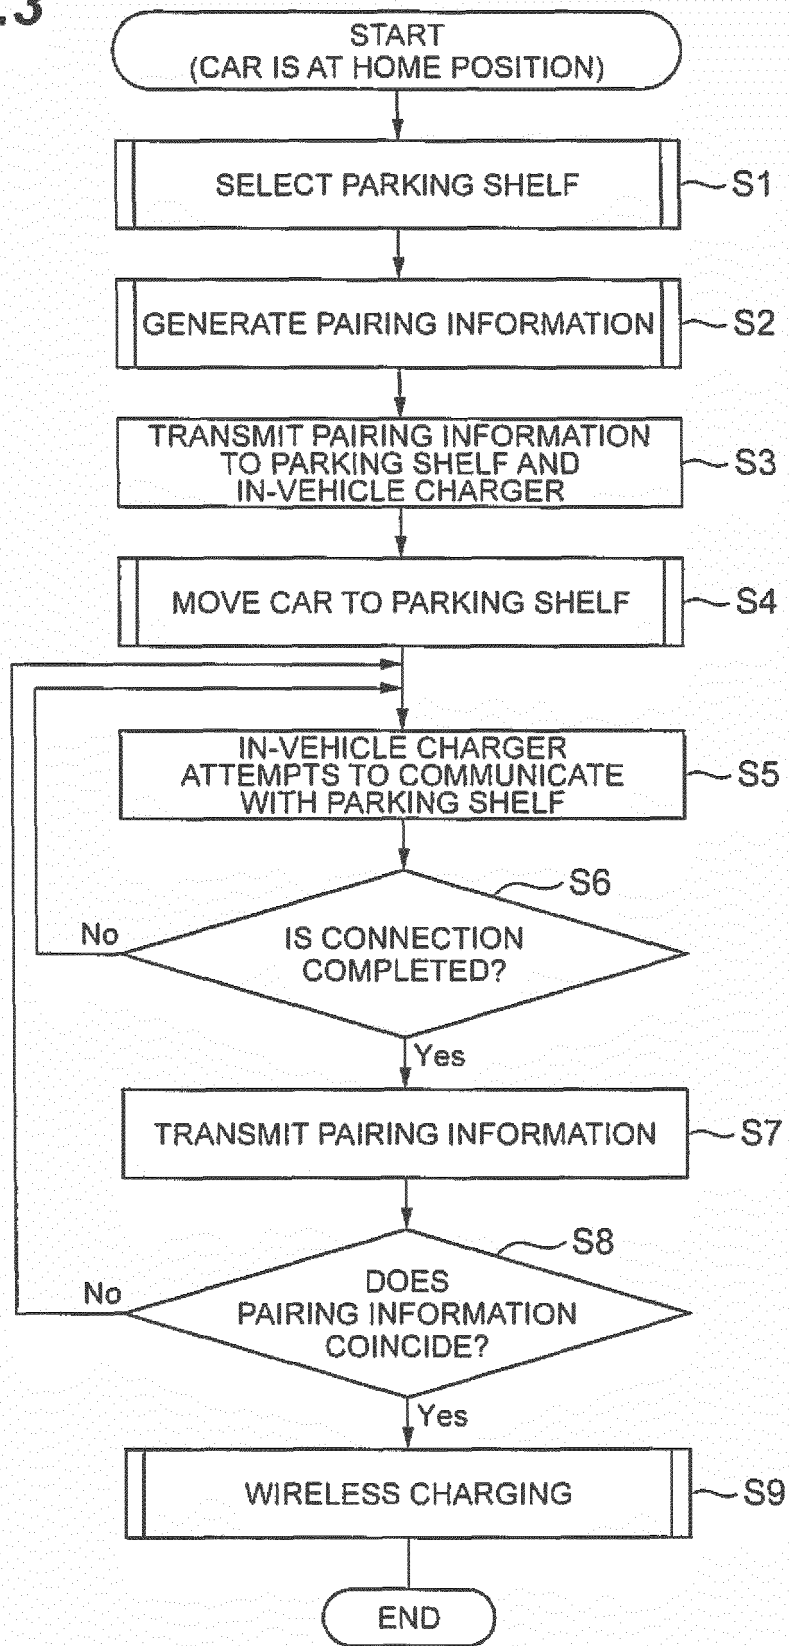 .3
START
(CAR IS AT HOME POSITION)
SELECT PARKING SHELF
S1
GENERATE PAIRING INFORMATION
S2
TRANSMIT PAIRING INFORMATION
TO PARKING SHELF AND
IN-VEHICLE CHARGER
S3
MOVE CAR TO PARKING SHELF
S4
IN-VEHICLE CHARGER
ATTEMPTS TO COMMUNICATE
WITH PARKING SHELF
S5
S6
No
IS CONNECTION
COMPLETED?
Yes
TRANSMIT PAIRING INFORMATION
S7
S8
No
DOES
PAIRING INFORMATION
COINCIDE?
Yes
WIRELESS CHARGING
S9
END